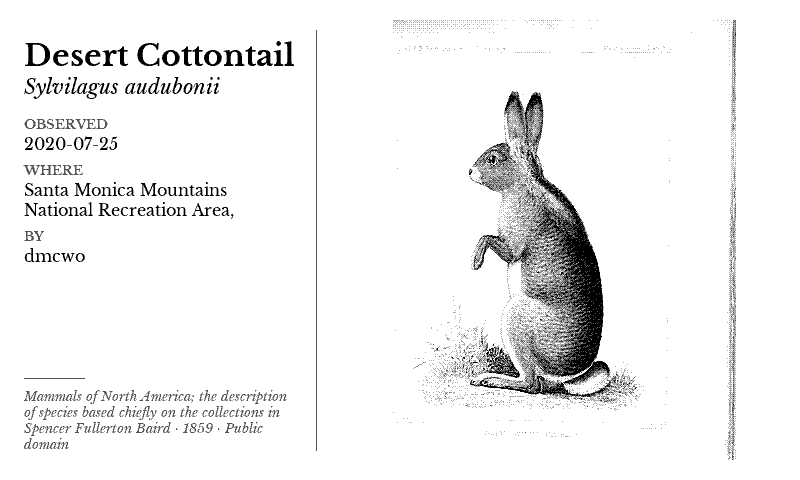 Desert Cottontail
Sylvilagus audubonii
OBSERVED
2020-07-25
WHERE
Santa Monica Mountains
National Recreation Area,
BY
dmcwo
Mammals of North America; the description
of species based chiefly on the collections in
Spencer Fullerton Baird · 1859 · Public
domain